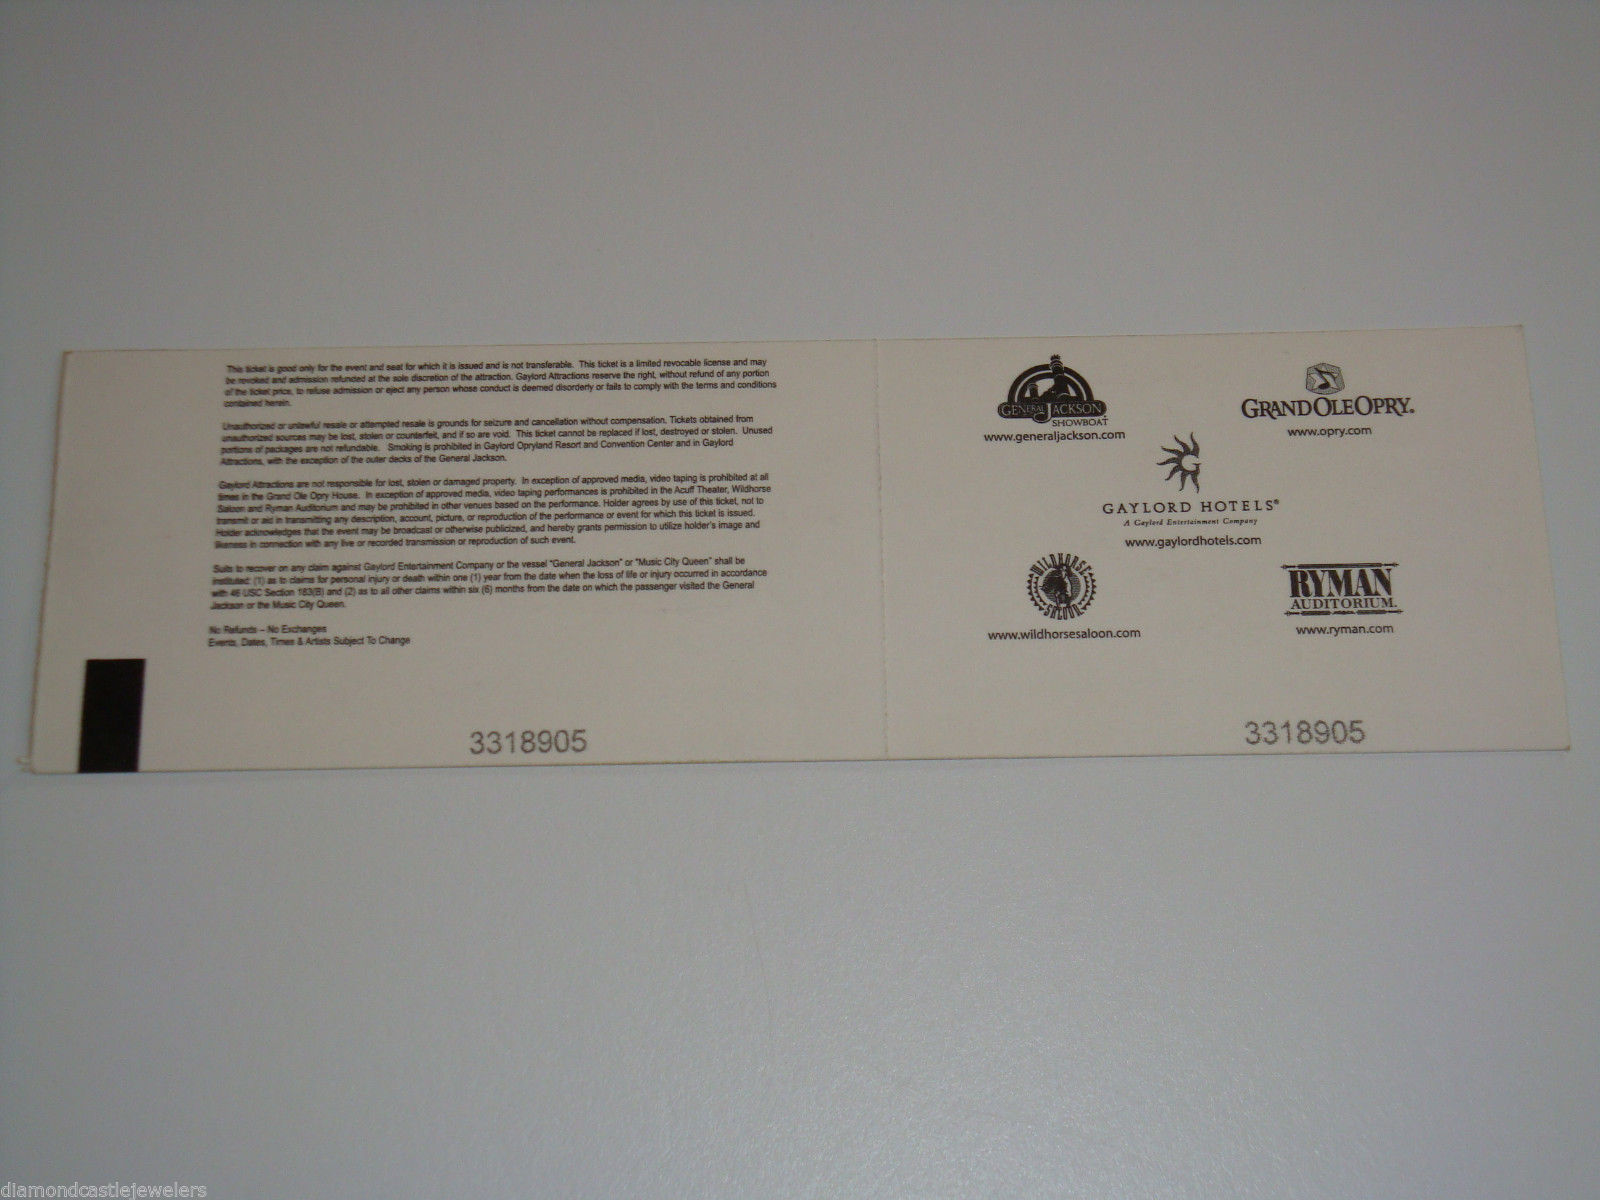 This ticket is good only for the event and seat for which it is issued and is not transferable. This ticket is a limited revocable license and may
be revoked and admission refunded at the sole discretion of the attraction. Gaylord Attractions reserve the right, without refund of any portion
of the ticket price, to refuse admission or eject any person whose conduct is deemed disorderly or fails to comply with the terms and conditions
contained herein.
Unauthorized or unlawful resale or attempted resale is grounds for seizure and cancellation without compensation. Tickets obtained from
unauthorized sources may be lost, stolen or counterfeit, and if so are void. This ticket cannot be replaced if lost, destroyed or stolen. Unused
portions of packages are not refundable. Smoking is prohibited in Gaylord Opryland Resort and Convention Center and in Gaylord
Attractions, with the exception of the outer decks of the General Jackson.
Gaylord Attractions are not responsible for lost, stolen or damaged property. In exception of approved media, video taping is prohibited at all
times in the Grand Ole Opry House. In exception of approved media, video taping performances is prohibited in the Acuff Theater, Wildhorse
Saloon and Ryman Auditorium and may be prohibited in other venues based on the performance. Holder agrees by use of this ticket, not to
transmit or aid in transmitting any description, account, picture, or reproduction of the performance or event for which this ticket is issued.
Holder acknowledges that the event may be broadcast or otherwise publicized, and hereby grants permission to utilize holder's image and
likeness in connection with any live or recorded transmission or reproduction of such event.
Suits to recover on any claim against Gaylord Entertainment Company or the vessel "General Jackson" or "Music City Queen" shall be
instituted: (1) as to claims for personal injury or death within one (1) year from the date when the loss of life or injury occurred in accordance
with 46 USC Section 183(B) and (2) as to all other claims within six (6) months from the date on which the passenger visited the General
Jackson or the Music City Queen.
No Refunds – No Exchanges
Events, Dates, Times & Artists Subject To Change
3318905
GENERAL JACKSON
SHOWBOAT
www.generaljackson.com
GRAND OLE OPRY.
www.opry.com
G
GAYLORD HOTELS®
A Gaylord Entertainment Company
www.gaylordhotels.com
WILDHORSE
SALOON
www.wildhorsesaloon.com
RYMAN
AUDITORIUM.
www.ryman.com
3318905
diamondcastlejewelers